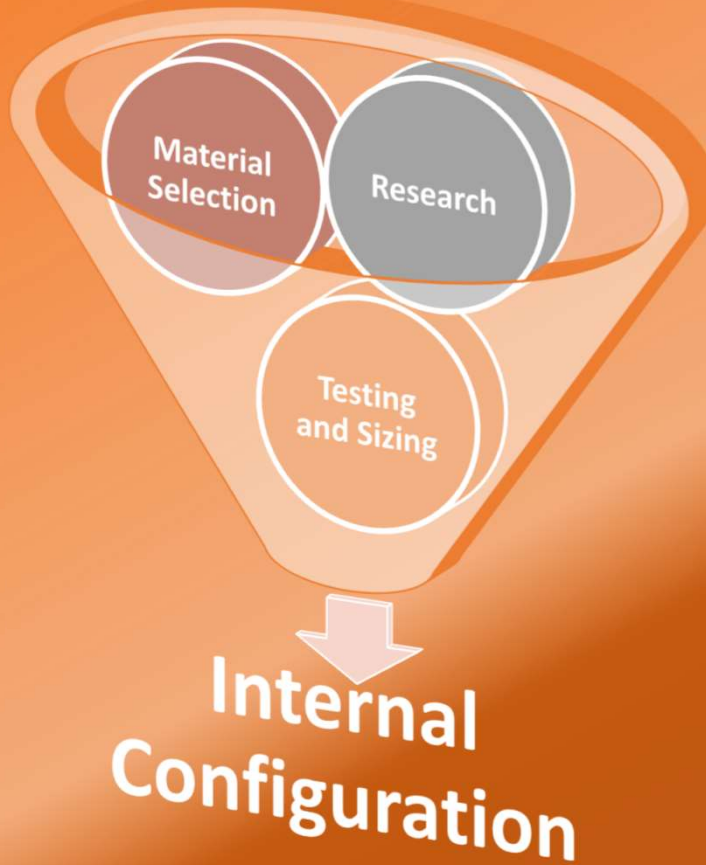 Material
Selection
Research
Testing
and Sizing
Internal
Configuration